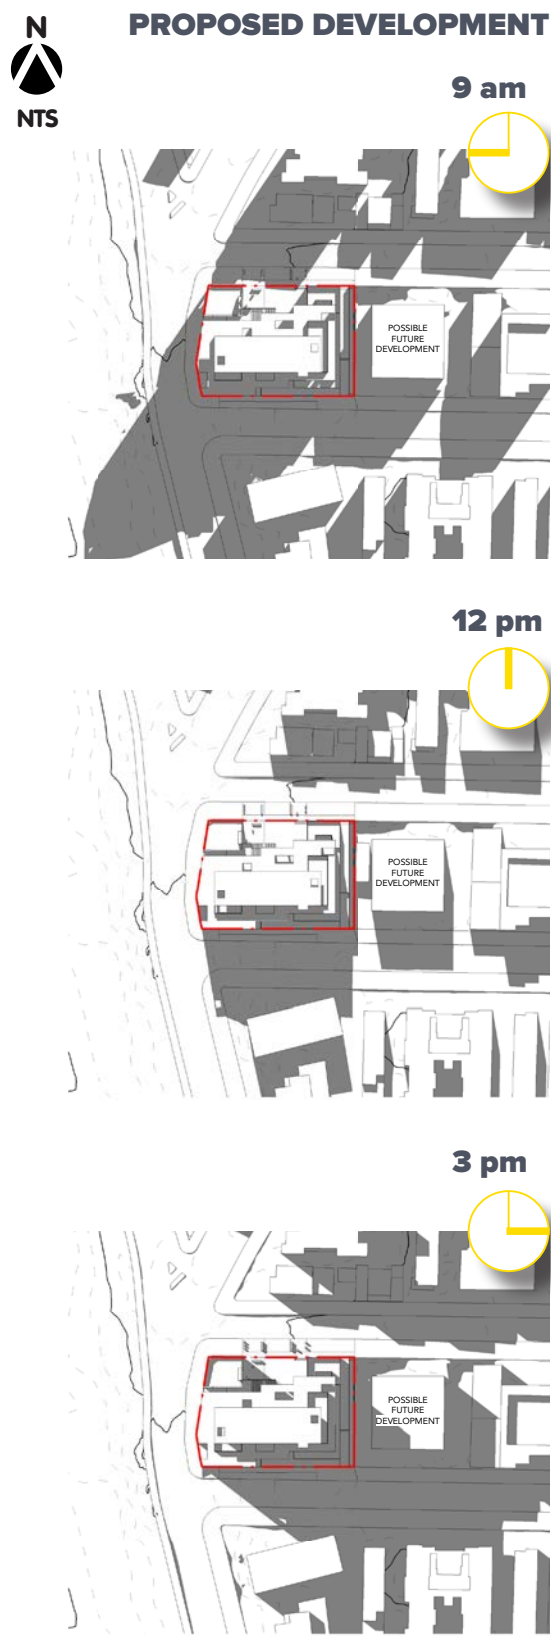 N
NTS
PROPOSED DEVELOPMENT
9 am
POSSIBLE
FUTURE
DEVELOPMENT
12 pm
POSSIBLE
FUTURE
DEVELOPMENT
3 pm
POSSIBLE
FUTURE
DEVELOPMENT